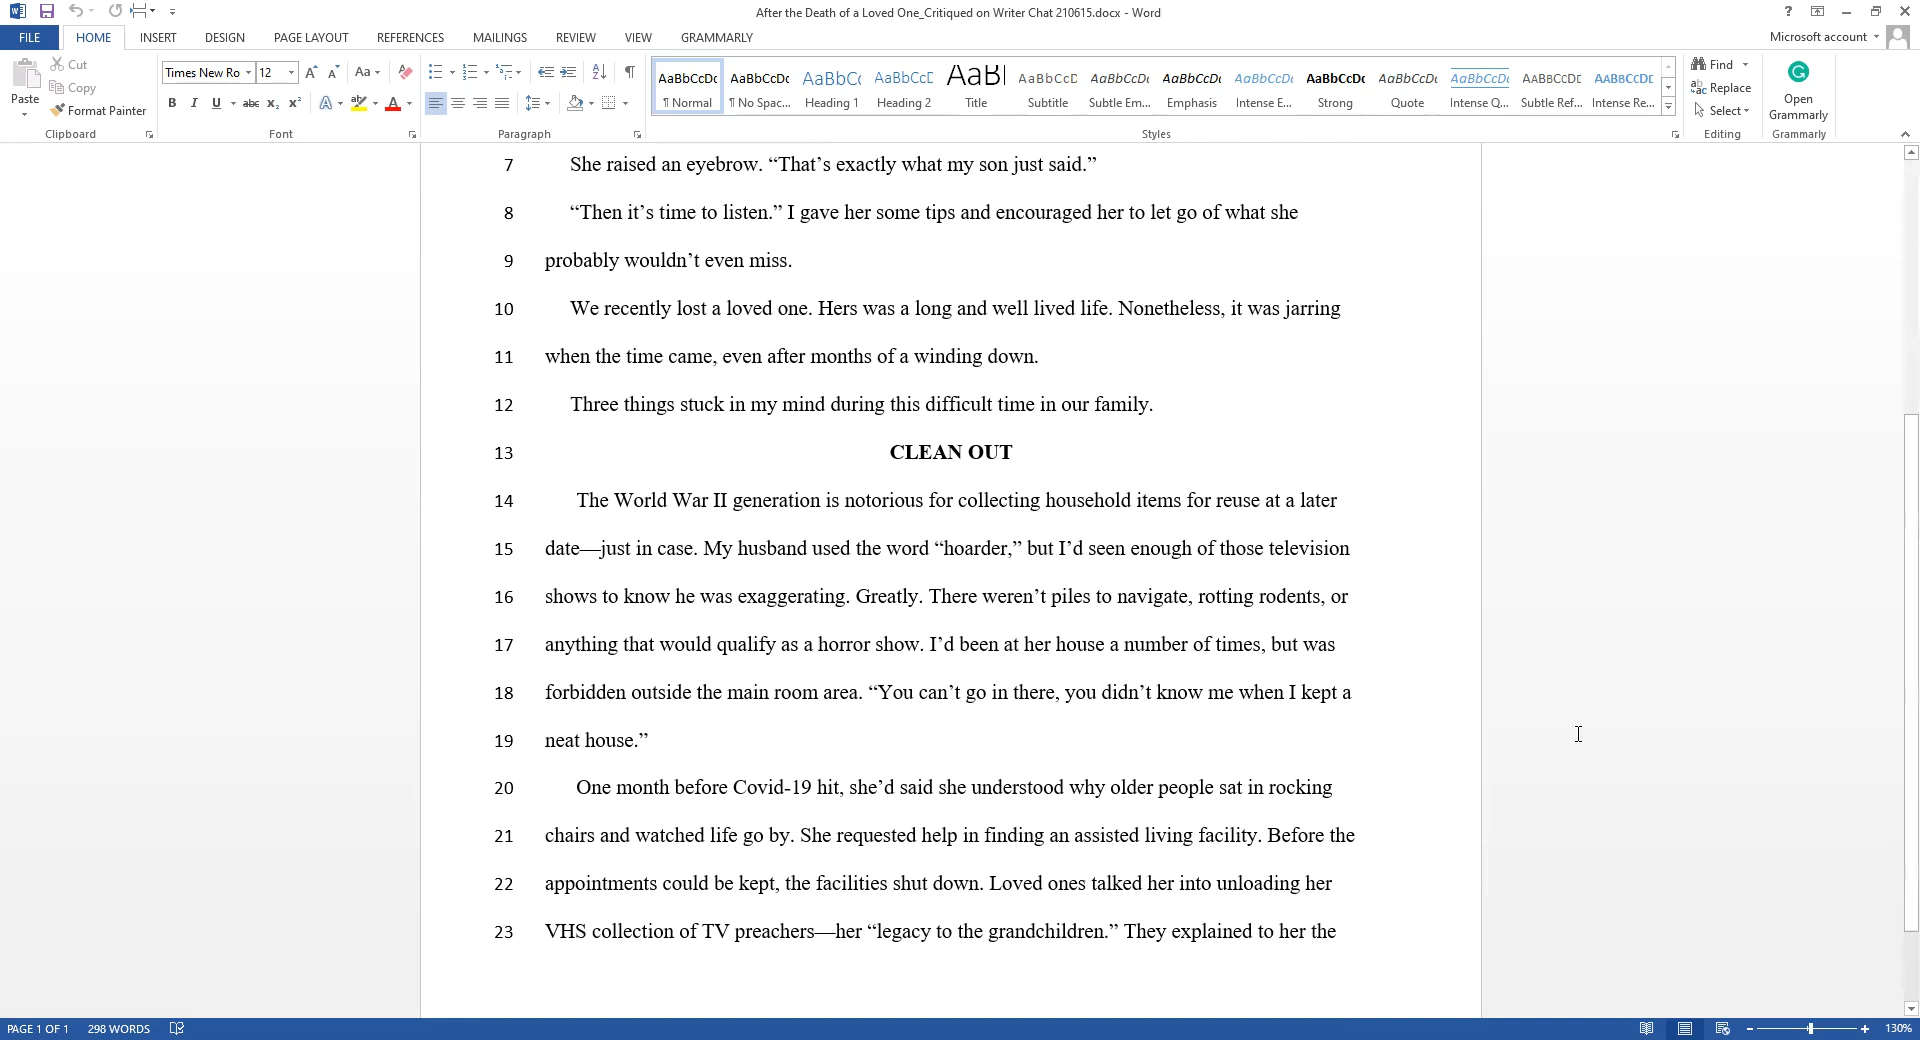 After the Death of a Loved One_Critiqued on Writer Chat 210615.docx - Word
FILE HOME INSERT DESIGN PAGE LAYOUT REFERENCES MAILINGS REVIEW VIEW GRAMMARLY Microsoft account
Paste Cut Copy Format Painter Clipboard
Times New Ro 12 Font
Paragraph
AaBbCcDc ¶ Normal
AaBbCcDc ¶ No Spac...
AaBbCc Heading 1
AaBbCcD Heading 2
AaBl Title
AaBbCcD Subtitle
AaBbCcDc Subtle Em...
AaBbCcDc Emphasis
AaBbCcDc Intense E...
AaBbCcDc Strong
AaBbCcDc Quote
AaBbCcDc Intense Q...
AABBCCDE Subtle Ref...
AABBCCDE Intense Re...
Styles
Find Replace Select Editing
Open Grammarly Grammarly
7 She raised an eyebrow. “That’s exactly what my son just said.”
8 “Then it’s time to listen.” I gave her some tips and encouraged her to let go of what she
9 probably wouldn’t even miss.
10 We recently lost a loved one. Hers was a long and well lived life. Nonetheless, it was jarring
11 when the time came, even after months of a winding down.
12 Three things stuck in my mind during this difficult time in our family.
13 CLEAN OUT
14 The World War II generation is notorious for collecting household items for reuse at a later
15 date—just in case. My husband used the word “hoarder,” but I’d seen enough of those television
16 shows to know he was exaggerating. Greatly. There weren’t piles to navigate, rotting rodents, or
17 anything that would qualify as a horror show. I’d been at her house a number of times, but was
18 forbidden outside the main room area. “You can’t go in there, you didn’t know me when I kept a
19 neat house.”
20 One month before Covid-19 hit, she’d said she understood why older people sat in rocking
21 chairs and watched life go by. She requested help in finding an assisted living facility. Before the
22 appointments could be kept, the facilities shut down. Loved ones talked her into unloading her
23 VHS collection of TV preachers—her “legacy to the grandchildren.” They explained to her the
PAGE 1 OF 1 298 WORDS 130%